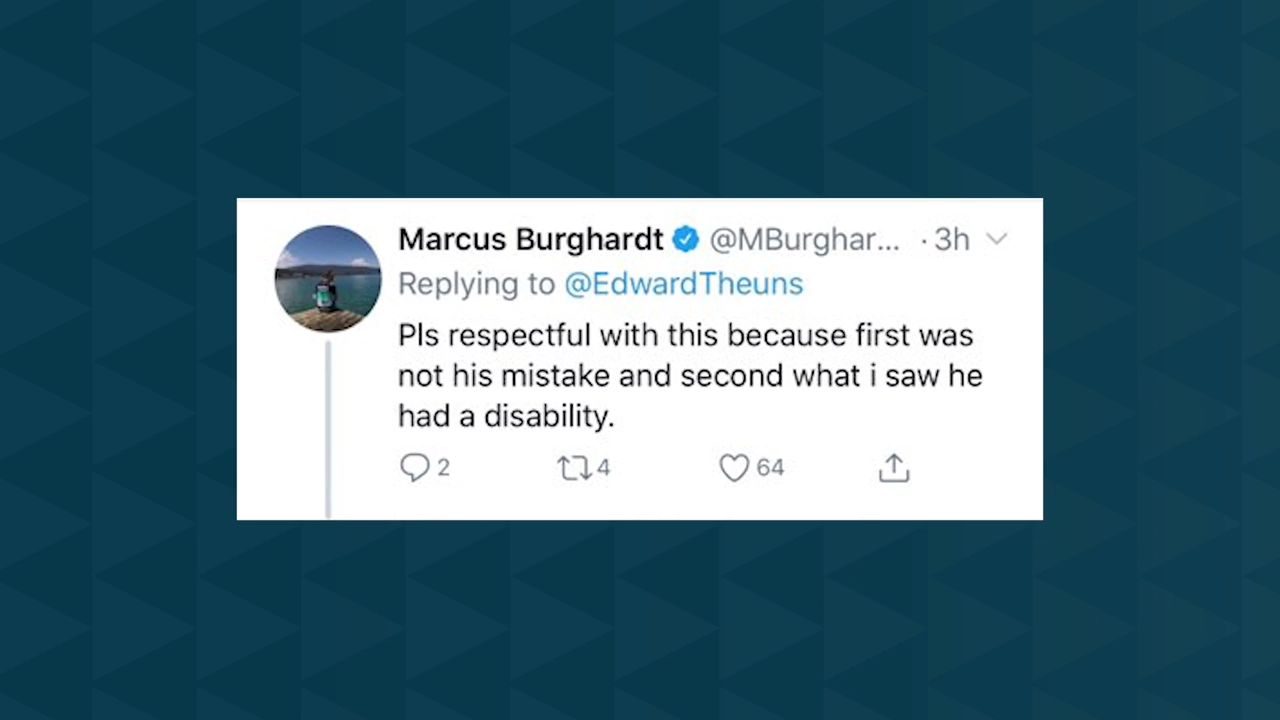 Marcus Burghardt @MBurghar... · 3h
Replying to @EdwardTheuns
Pls respectful with this because first was
not his mistake and second what i saw he
had a disability.
2 4 64